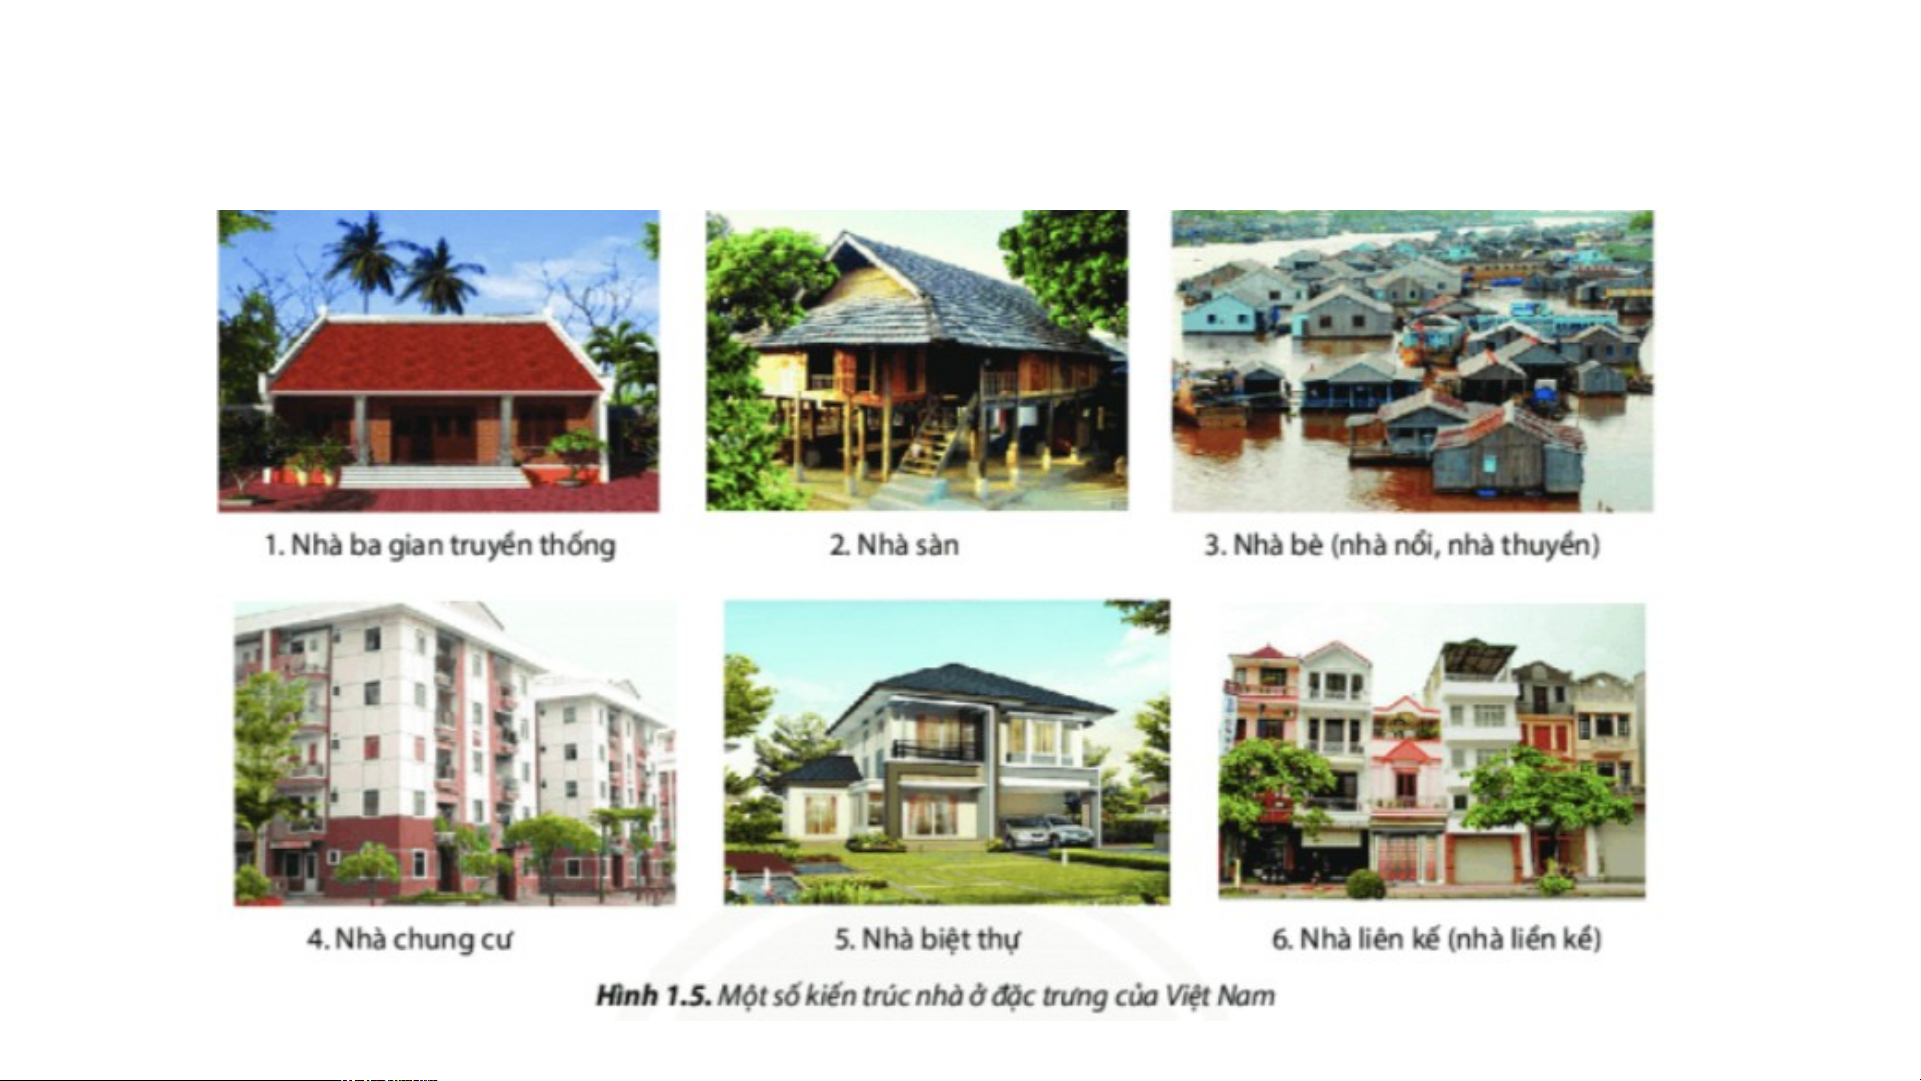 1. Nhà ba gian truyền thống
2. Nhà sàn
3. Nhà bè (nhà nổi, nhà thuyền)
4. Nhà chung cư
5. Nhà biệt thự
6. Nhà liên kế (nhà liền kề)
Hình 1.5. Một số kiến trúc nhà ở đặc trưng của Việt Nam